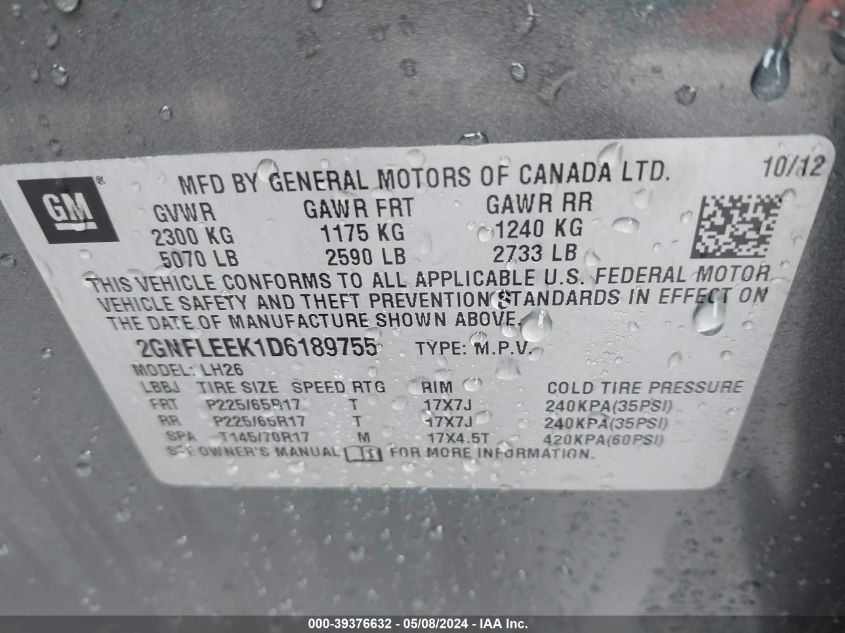 MFD BY GENERAL MOTORS OF CANADA LTD. 10/12
GM ®
GVWR GAWR FRT GAWR RR
2300 KG 1175 KG 1240 KG
5070 LB 2590 LB 2733 LB
THIS VEHICLE CONFORMS TO ALL APPLICABLE U.S. FEDERAL MOTOR
VEHICLE SAFETY AND THEFT PREVENTION STANDARDS IN EFFECT ON
THE DATE OF MANUFACTURE SHOWN ABOVE.
2GNFLEEK1D6189755 TYPE: M.P.V.
MODEL: LH26
LBBJ TIRE SIZE SPEED RTG RIM COLD TIRE PRESSURE
FRT P225/65R17 T 17X7J 240KPA(35PSI)
RR P225/65R17 T 17X7J 240KPA(35PSI)
SPA T145/70R17 M 17X4.5T 420KPA(60PSI)
SEE OWNER'S MANUAL FOR MORE INFORMATION.
000-39376632 - 05/08/2024 - IAA Inc.